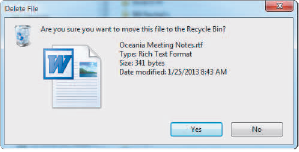 Delete File
Are you sure you want to move this file to the Recycle Bin?
Oceania Meeting Notes.rtf
Type: Rich Text Format
Size: 341 bytes
Date modified: 1/25/2013 8:43 AM
W
Yes
No